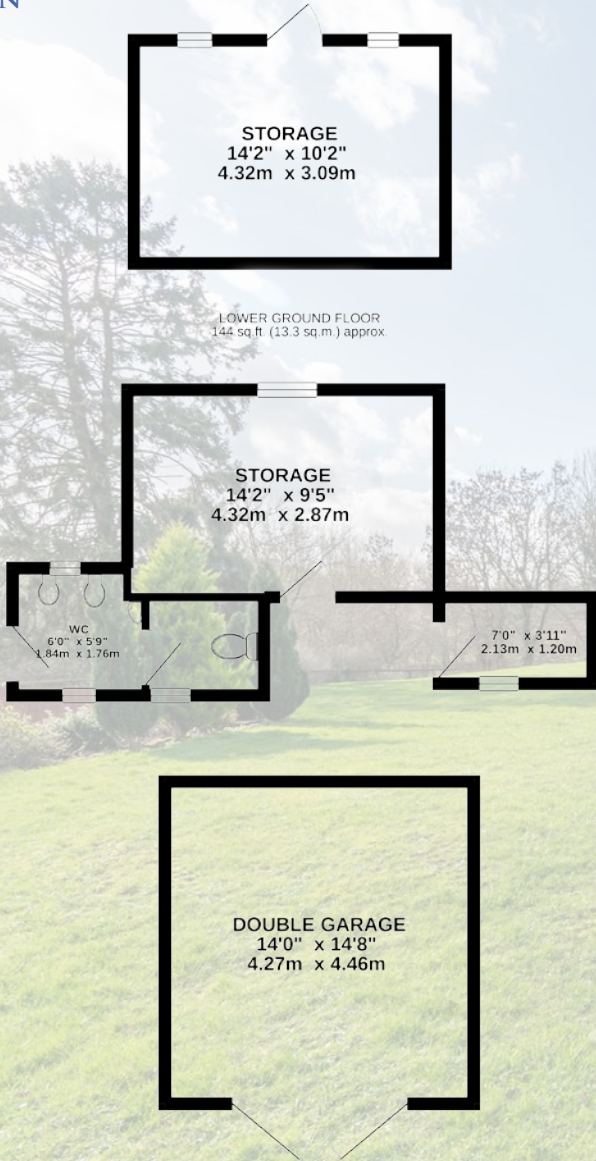 N
STORAGE
14'2" x 10'2"
4.32m x 3.09m
LOWER GROUND FLOOR
144 sq.ft. (13.3 sq.m.) approx.
STORAGE
14'2" x 9'5"
4.32m x 2.87m
WC
6'0" x 5'9"
1.84m x 1.76m
7'0" x 3'11"
2.13m x 1.20m
DOUBLE GARAGE
14'0" x 14'8"
4.27m x 4.46m